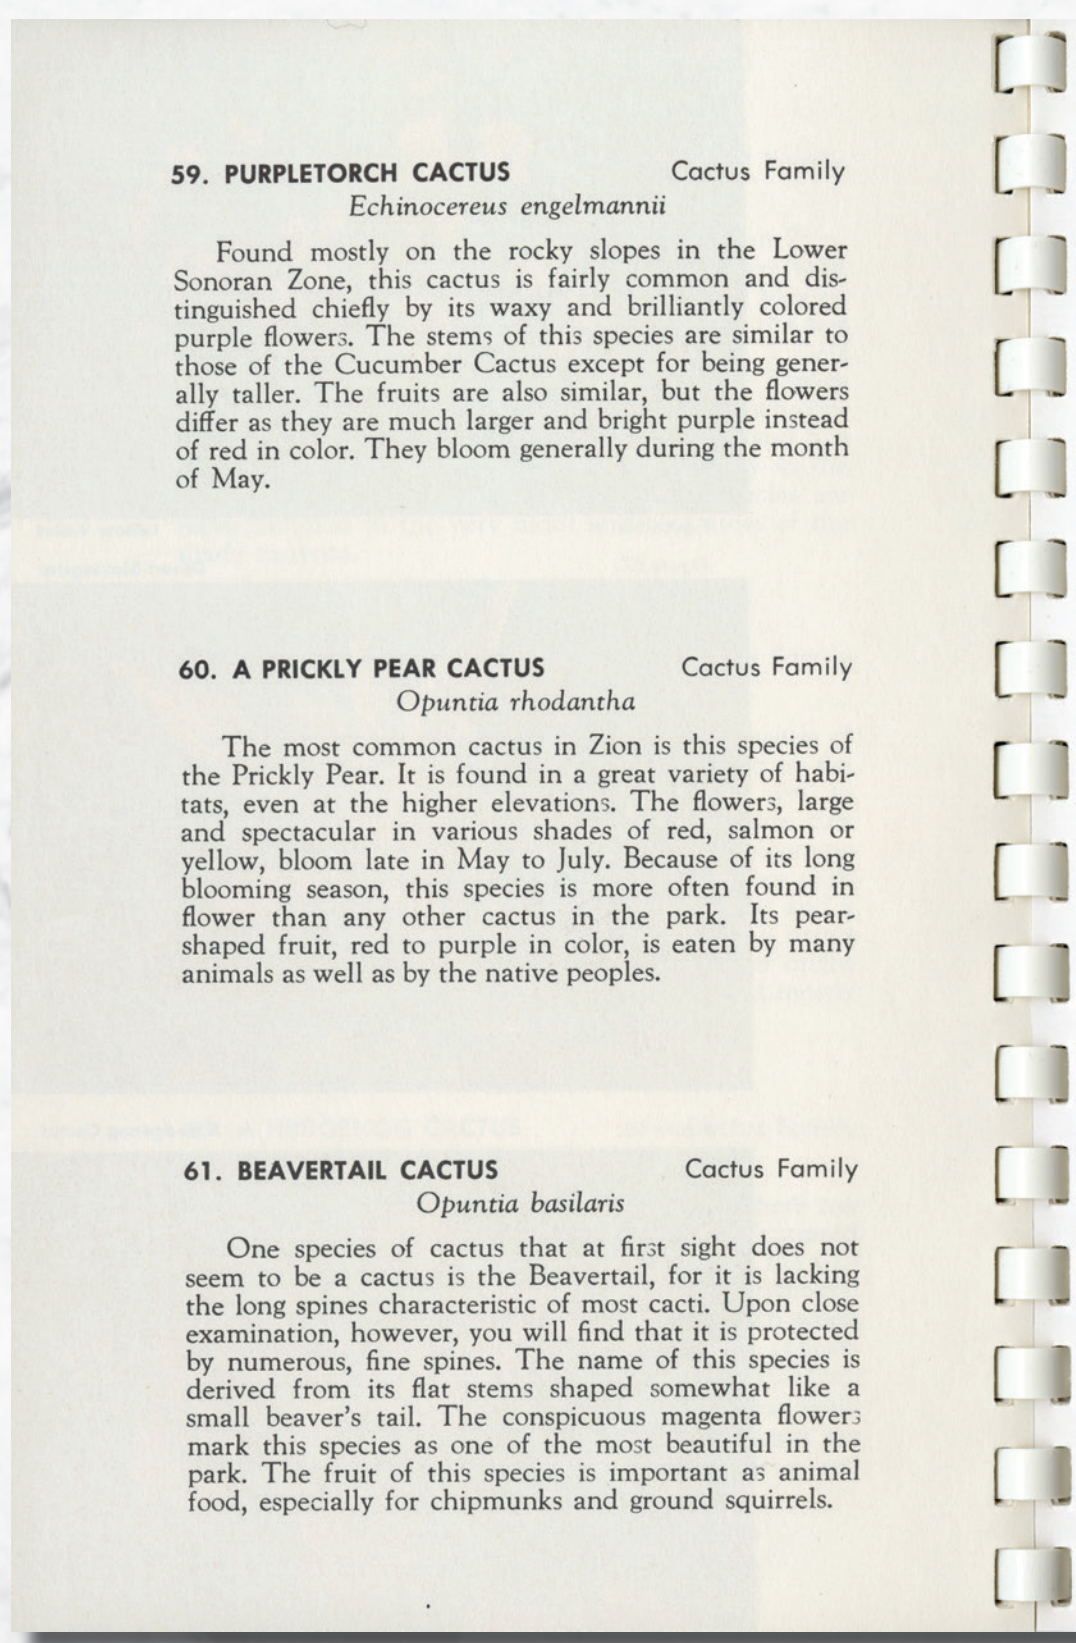 59. PURPLETORCH CACTUS Cactus Family
Echinocereus engelmannii
Found mostly on the rocky slopes in the Lower
Sonoran Zone, this cactus is fairly common and dis-
tinguished chiefly by its waxy and brilliantly colored
purple flowers. The stems of this species are similar to
those of the Cucumber Cactus except for being gener-
ally taller. The fruits are also similar, but the flowers
differ as they are much larger and bright purple instead
of red in color. They bloom generally during the month
of May.
60. A PRICKLY PEAR CACTUS Cactus Family
Opuntia rhodantha
The most common cactus in Zion is this species of
the Prickly Pear. It is found in a great variety of habi-
tats, even at the higher elevations. The flowers, large
and spectacular in various shades of red, salmon or
yellow, bloom late in May to July. Because of its long
blooming season, this species is more often found in
flower than any other cactus in the park. Its pear-
shaped fruit, red to purple in color, is eaten by many
animals as well as by the native peoples.
61. BEAVERTAIL CACTUS Cactus Family
Opuntia basilaris
One species of cactus that at first sight does not
seem to be a cactus is the Beavertail, for it is lacking
the long spines characteristic of most cacti. Upon close
examination, however, you will find that it is protected
by numerous, fine spines. The name of this species is
derived from its flat stems shaped somewhat like a
small beaver's tail. The conspicuous magenta flowers
mark this species as one of the most beautiful in the
park. The fruit of this species is important as animal
food, especially for chipmunks and ground squirrels.